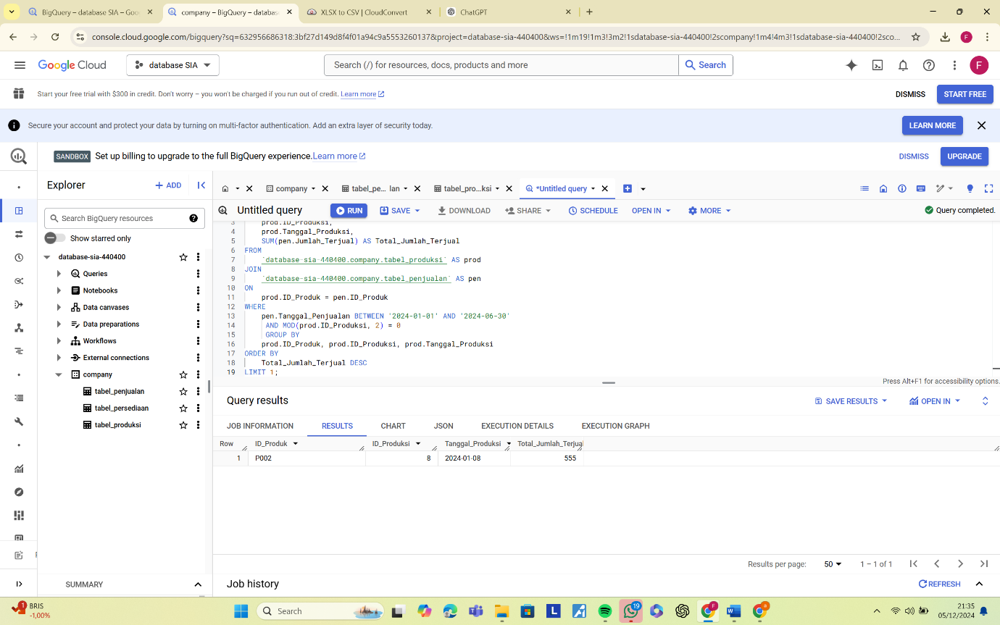 BigQuery – database SIA – Goo
company – BigQuery – databas
XLSX to CSV | CloudConvert
ChatGPT
console.cloud.google.com/bigquery?sq=632956686318:3bf27d149d8f4f01a94c9a5553260137&project=database-sia-440400&ws=!1m19!1m3!3m2!1sdatabase-sia-440400!2scompany!1m4!4m3!1sdatabase-sia-440400!2sco...
F
Google Cloud
database SIA
Search (/) for resources, docs, products and more
Search
F
Start your free trial with $300 in credit. Don't worry – you won't be charged if you run out of credit. Learn more
DISMISS
START FREE
Secure your account and protect your data by turning on multi-factor authentication. Add an extra layer of security today.
LEARN MORE
SANDBOX Set up billing to upgrade to the full BigQuery experience. Learn more
DISMISS
UPGRADE
Explorer
+ ADD
Search BigQuery resources
Show starred only
database-sia-440400
Queries
Notebooks
Data canvases
Data preparations
Workflows
External connections
company
tabel_penjualan
tabel_persediaan
tabel_produksi
SUMMARY
company
tabel_pe... lan
tabel_pro...ksi
*Untitled query
Untitled query
RUN
SAVE
DOWNLOAD
SHARE
SCHEDULE
OPEN IN
MORE
Query completed.
3 prod.ID_Produksi,
4 prod.Tanggal_Produksi,
5 SUM(pen.Jumlah_Terjual) AS Total_Jumlah_Terjual
6 FROM
7 `database-sia-440400.company.tabel_produksi` AS prod
8 JOIN
9 `database-sia-440400.company.tabel_penjualan` AS pen
10 ON
11 prod.ID_Produk = pen.ID_Produk
12 WHERE
13 pen.Tanggal_Penjualan BETWEEN '2024-01-01' AND '2024-06-30'
14 AND MOD(prod.ID_Produksi, 2) = 0
15 GROUP BY
16 prod.ID_Produk, prod.ID_Produksi, prod.Tanggal_Produksi
17 ORDER BY
18 Total_Jumlah_Terjual DESC
19 LIMIT 1;
Press Alt+F1 for accessibility options.
Query results
SAVE RESULTS
OPEN IN
JOB INFORMATION
RESULTS
CHART
JSON
EXECUTION DETAILS
EXECUTION GRAPH
Row ID_Produk ID_Produksi Tanggal_Produksi Total_Jumlah_Terjual
1 P002 8 2024-01-08 555
Results per page: 50 1 – 1 of 1
Job history
REFRESH
1
BRIS
-1,00%
Search
L
19
F
W
a
21:35
05/12/2024